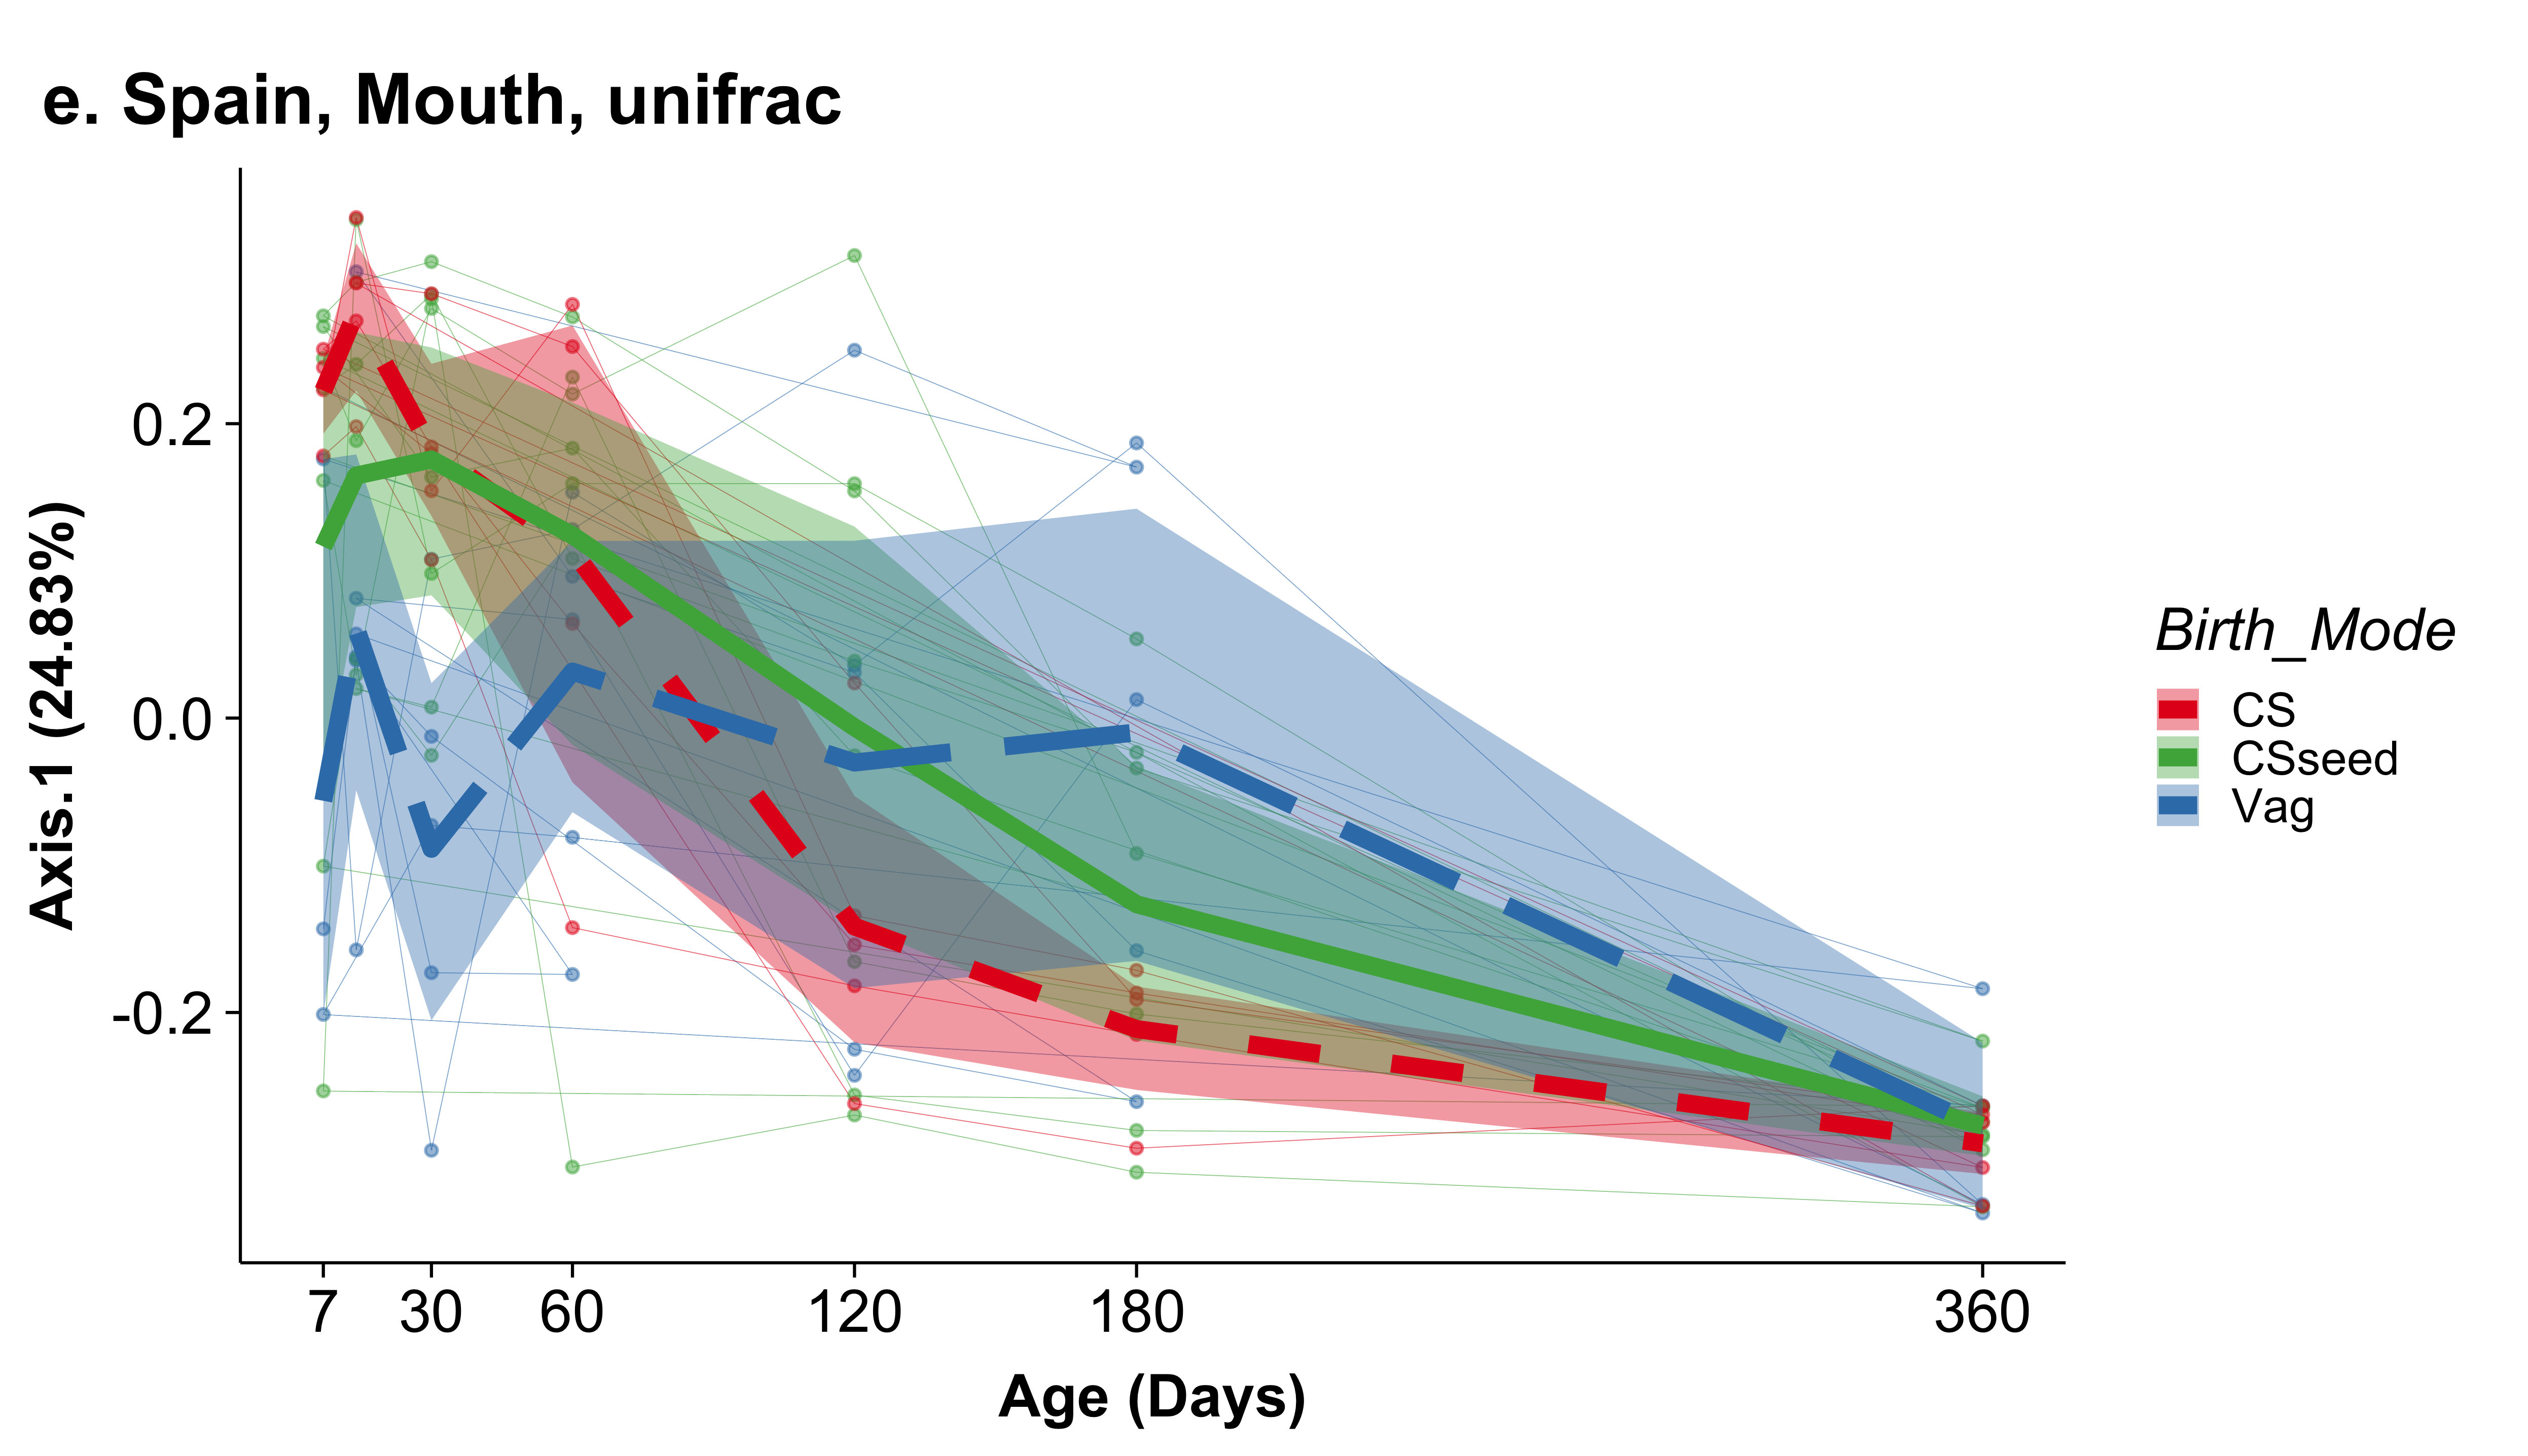 e. Spain, Mouth, unifrac
Axis.1 (24.83%)
0.2
0.0
-0.2
7 30 60 120 180 360
Age (Days)
Birth_Mode
CS
CSseed
Vag